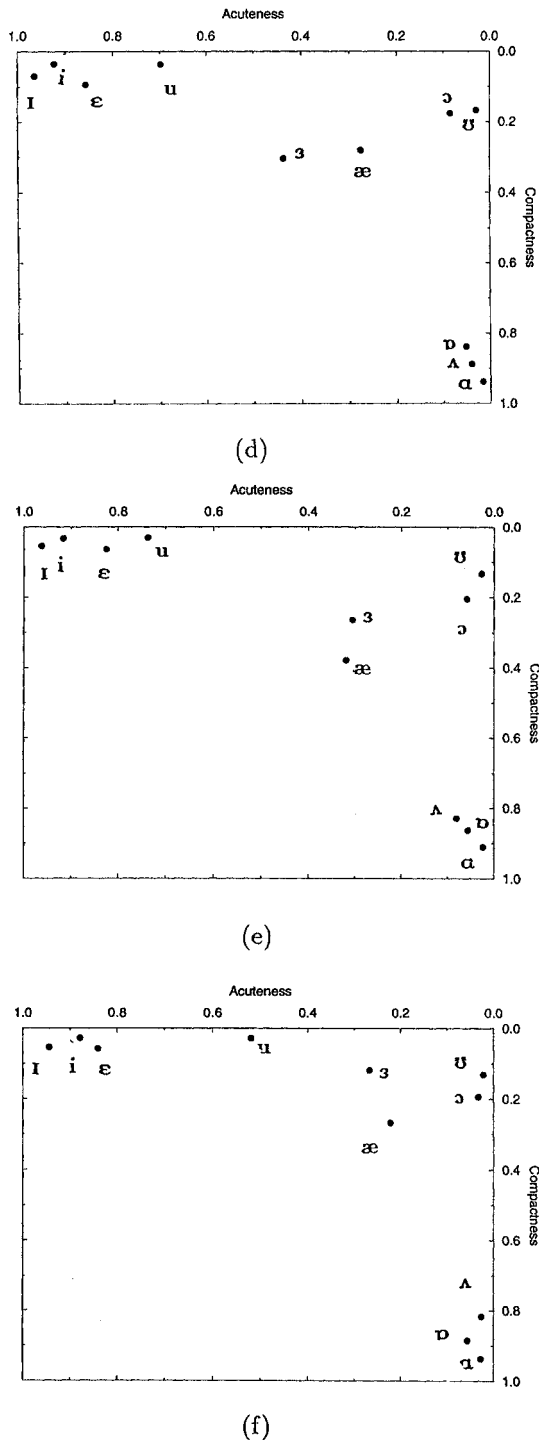 Acuteness
1.0 0.8 0.6 0.4 0.2 0.0
0.0
ɪ i ɛ u ɔ
0.2
ʊ
ɜ
æ
0.4
Compactness
0.6
0.8
ɒ
ʌ
ɑ
1.0
(d)
Acuteness
1.0 0.8 0.6 0.4 0.2 0.0
0.0
ɪ i ɛ u ʊ
0.2
ɜ ɔ
æ
0.4
Compactness
0.6
0.8
ʌ ɒ
ɑ
1.0
(e)
Acuteness
1.0 0.8 0.6 0.4 0.2 0.0
0.0
ɪ i ɛ u ɜ ʊ
ɔ
0.2
æ
0.4
Compactness
0.6
ʌ
0.8
ɒ
ɑ
1.0
(f)